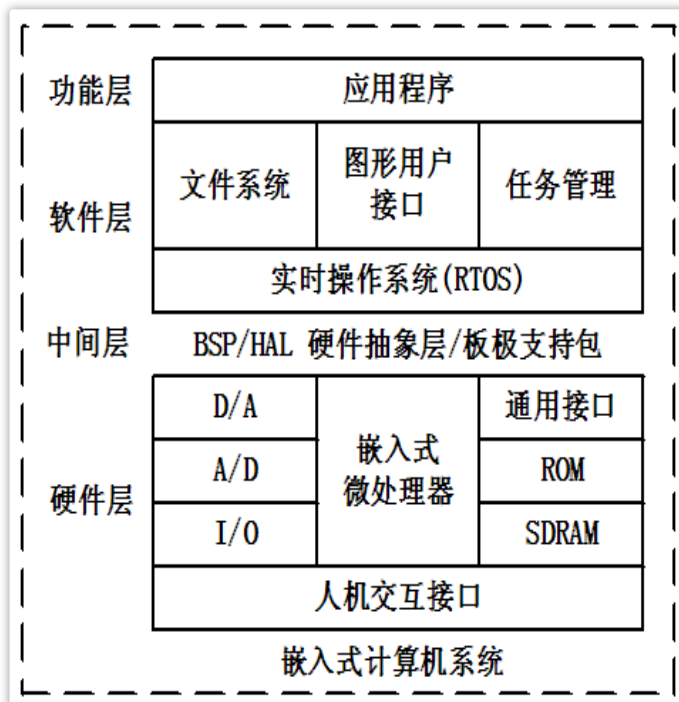 功能层
应用程序
软件层
文件系统
图形用户
接口
任务管理
实时操作系统(RTOS)
中间层
BSP/HAL 硬件抽象层/板极支持包
硬件层
D/A
A/D
I/O
嵌入式
微处理器
通用接口
ROM
SDRAM
人机交互接口
嵌入式计算机系统